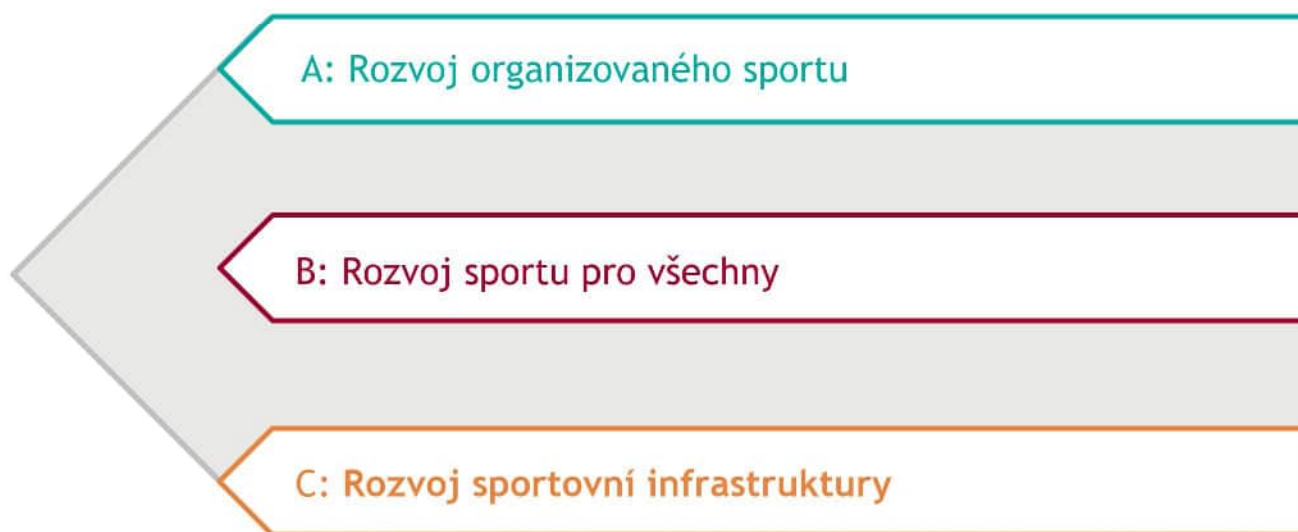 A: Rozvoj organizovaného sportu
B: Rozvoj sportu pro všechny
C: Rozvoj sportovní infrastruktury